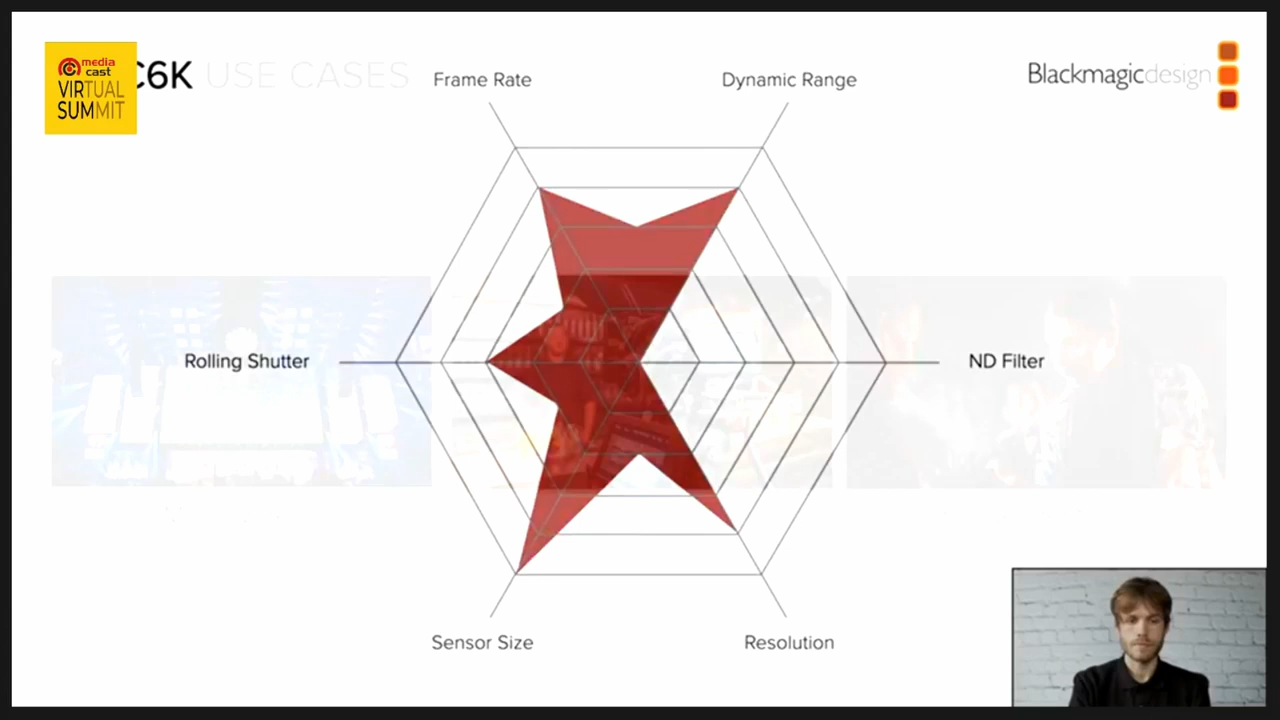 media
cast
VIRTUAL
SUMMIT
C6K USE CASES
Frame Rate
Dynamic Range
Blackmagicdesign
Rolling Shutter
ND Filter
Sensor Size
Resolution